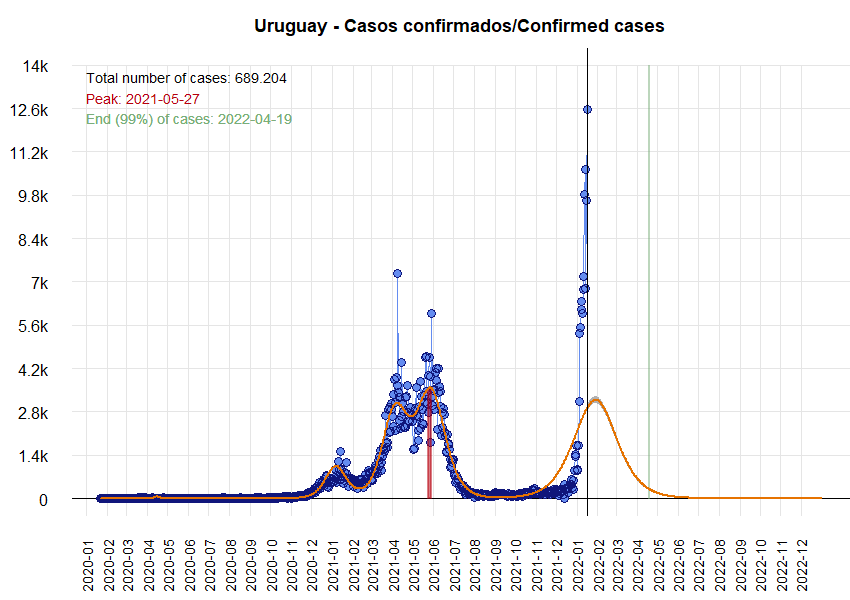 Uruguay - Casos confirmados/Confirmed cases
Total number of cases: 689.204
Peak: 2021-05-27
End (99%) of cases: 2022-04-19
14k
12.6k
11.2k
9.8k
8.4k
7k
5.6k
4.2k
2.8k
1.4k
0
2020-01
2020-02
2020-03
2020-04
2020-05
2020-06
2020-07
2020-08
2020-09
2020-10
2020-11
2020-12
2021-01
2021-02
2021-03
2021-04
2021-05
2021-06
2021-07
2021-08
2021-09
2021-10
2021-11
2021-12
2022-01
2022-02
2022-03
2022-04
2022-05
2022-06
2022-07
2022-08
2022-09
2022-10
2022-11
2022-12